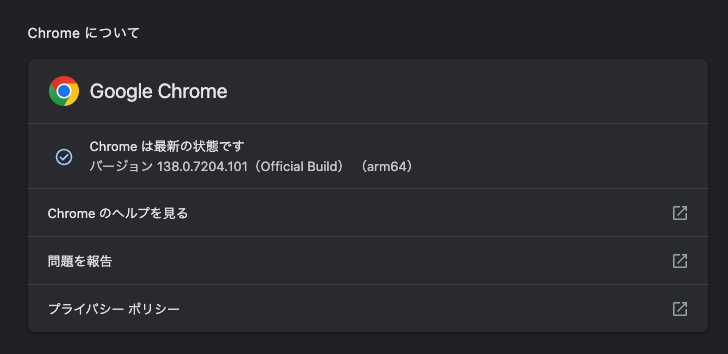 Chrome について
Google Chrome
Chrome は最新の状態です
バージョン 138.0.7204.101（Official Build） （arm64）
Chrome のヘルプを見る
問題を報告
プライバシー ポリシー